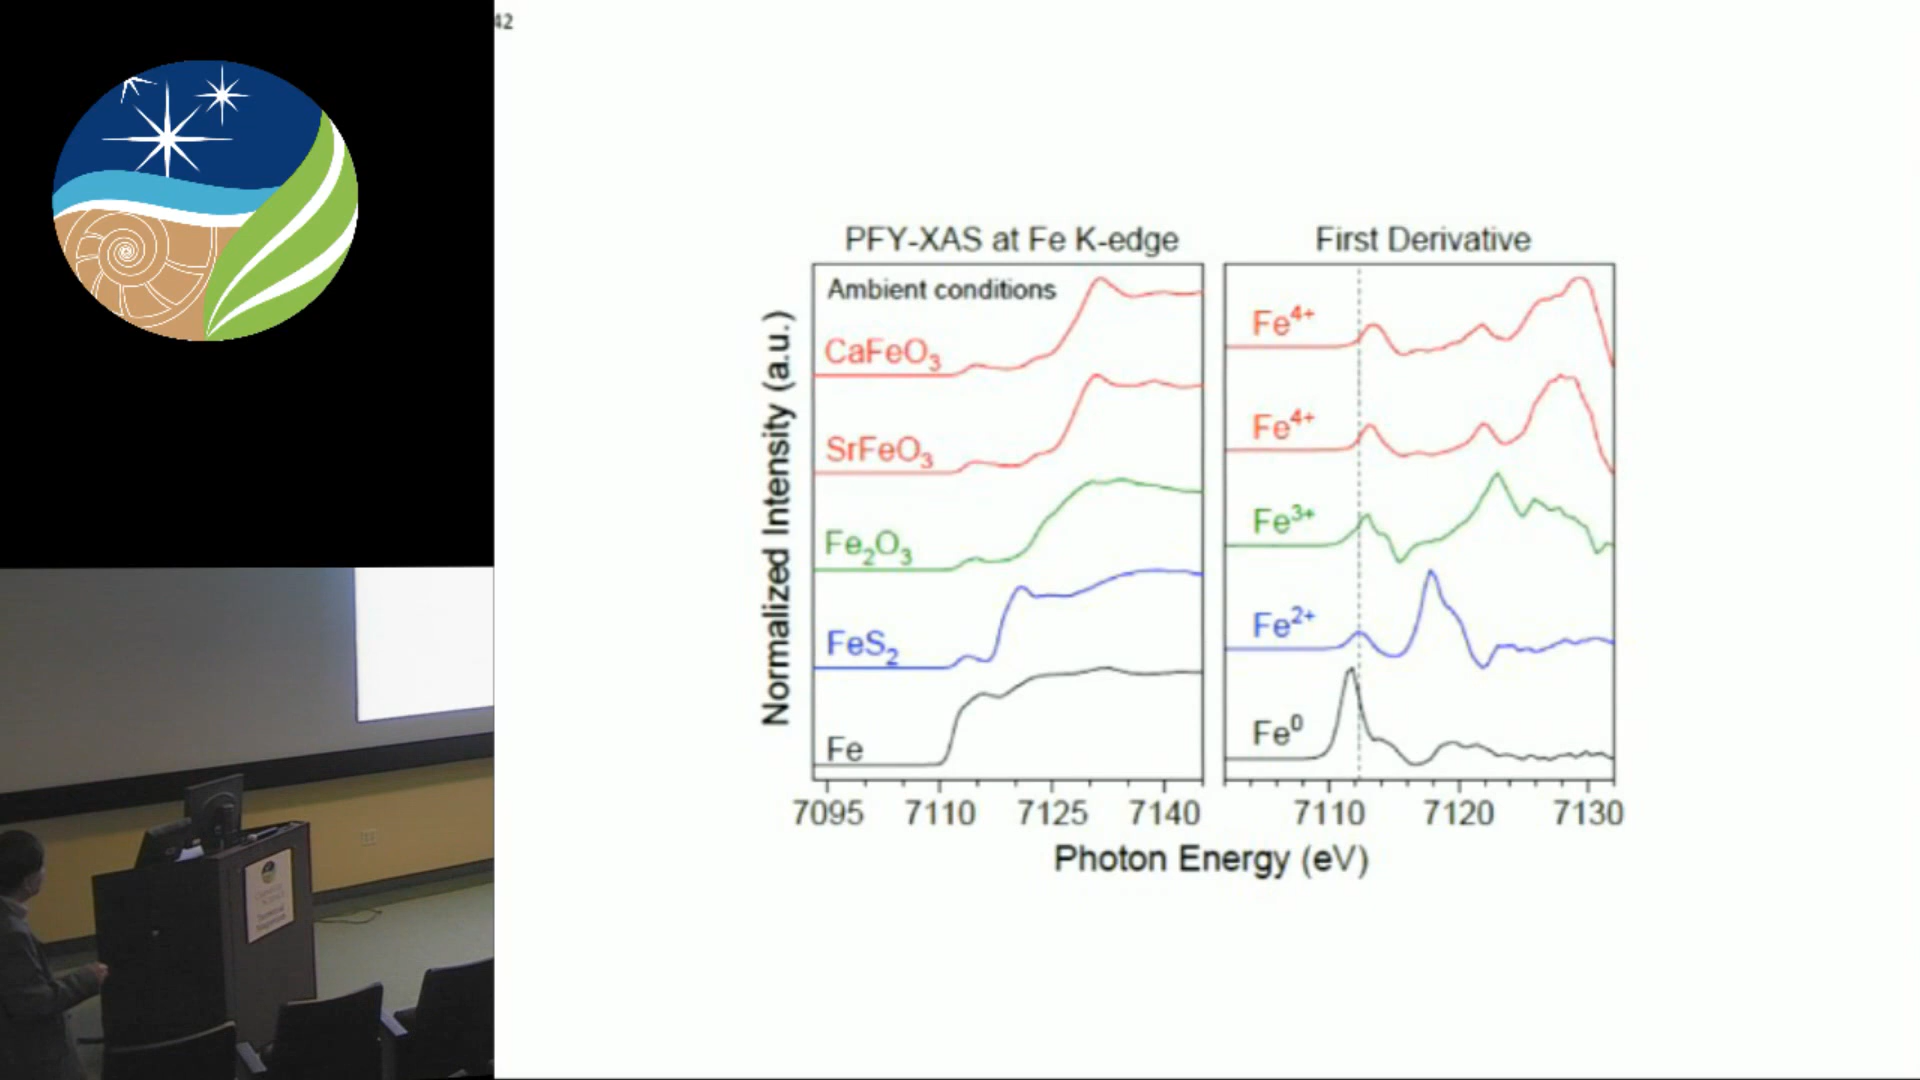 42
PFY-XAS at Fe K-edge
First Derivative
Ambient conditions
CaFeO₃
SrFeO₃
Fe₂O₃
FeS₂
Fe
Fe⁴⁺
Fe⁴⁺
Fe³⁺
Fe²⁺
Fe⁰
Normalized Intensity (a.u.)
7095 7110 7125 7140
7110 7120 7130
Photon Energy (eV)